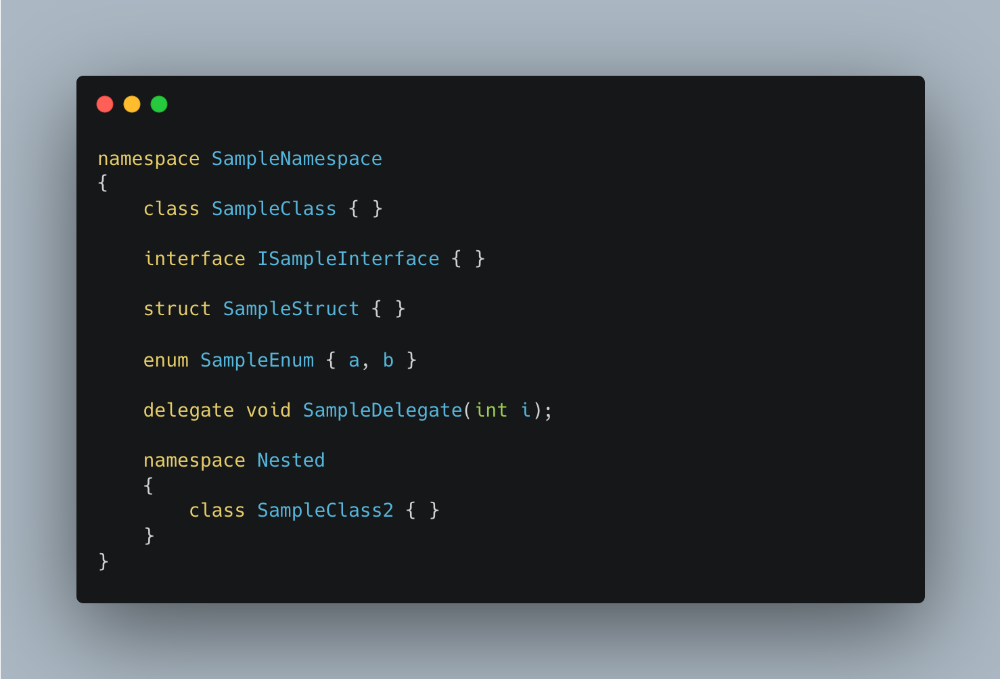 namespace SampleNamespace
{
    class SampleClass { }

    interface ISampleInterface { }

    struct SampleStruct { }

    enum SampleEnum { a, b }

    delegate void SampleDelegate(int i);

    namespace Nested
    {
        class SampleClass2 { }
    }
}